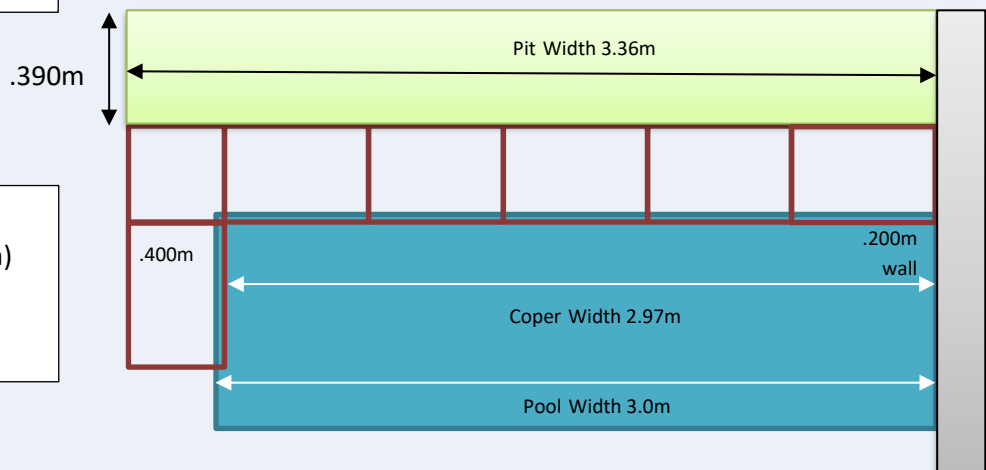 Pit Width 3.36m
.390m
.200m
wall
)
.400m
Coper Width 2.97m
Pool Width 3.0m